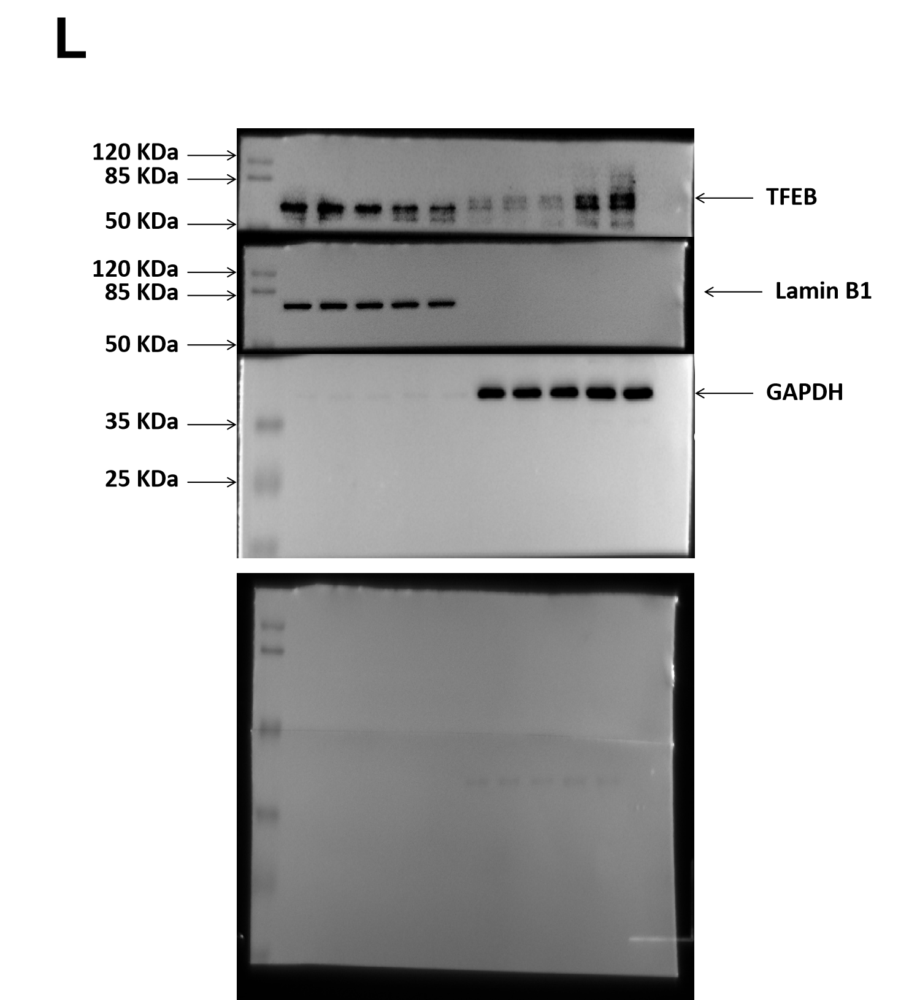 L
120 KDa
85 KDa
TFEB
50 KDa
120 KDa
85 KDa
Lamin B1
50 KDa
GAPDH
35 KDa
25 KDa